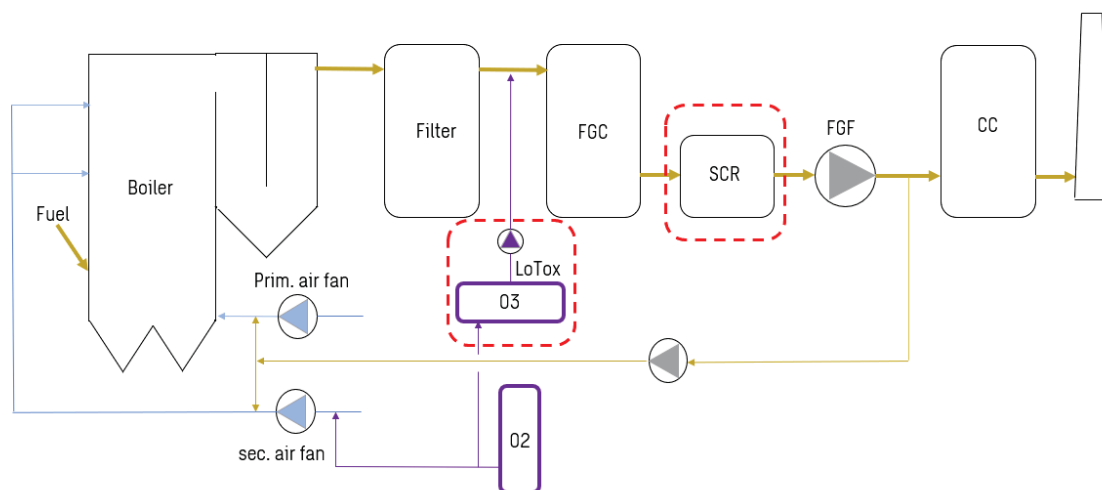 Boiler
Fuel
Filter
FGC
SCR
FGF
CC
LoTox
O3
Prim. air fan
sec. air fan
O2